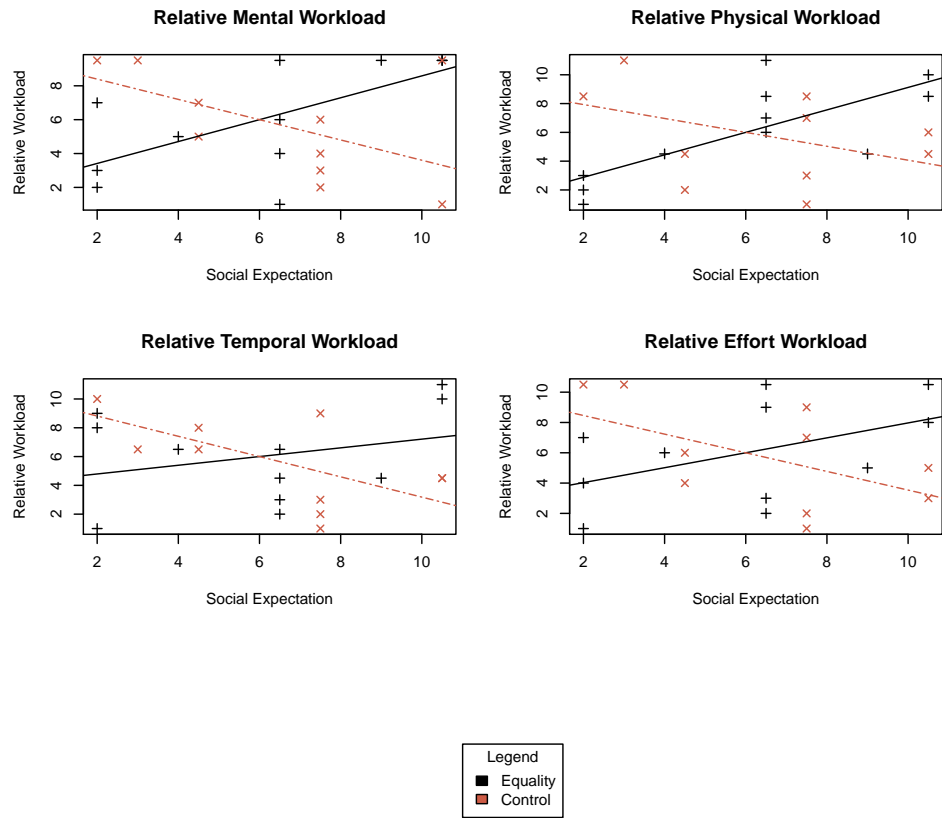 Relative Mental Workload
Relative Workload
2 4 6 8
2 4 6 8 10
Social Expectation
Relative Physical Workload
Relative Workload
2 4 6 8 10
2 4 6 8 10
Social Expectation
Relative Temporal Workload
Relative Workload
2 4 6 8 10
2 4 6 8 10
Social Expectation
Relative Effort Workload
Relative Workload
2 4 6 8 10
2 4 6 8 10
Social Expectation
Legend
Equality
Control